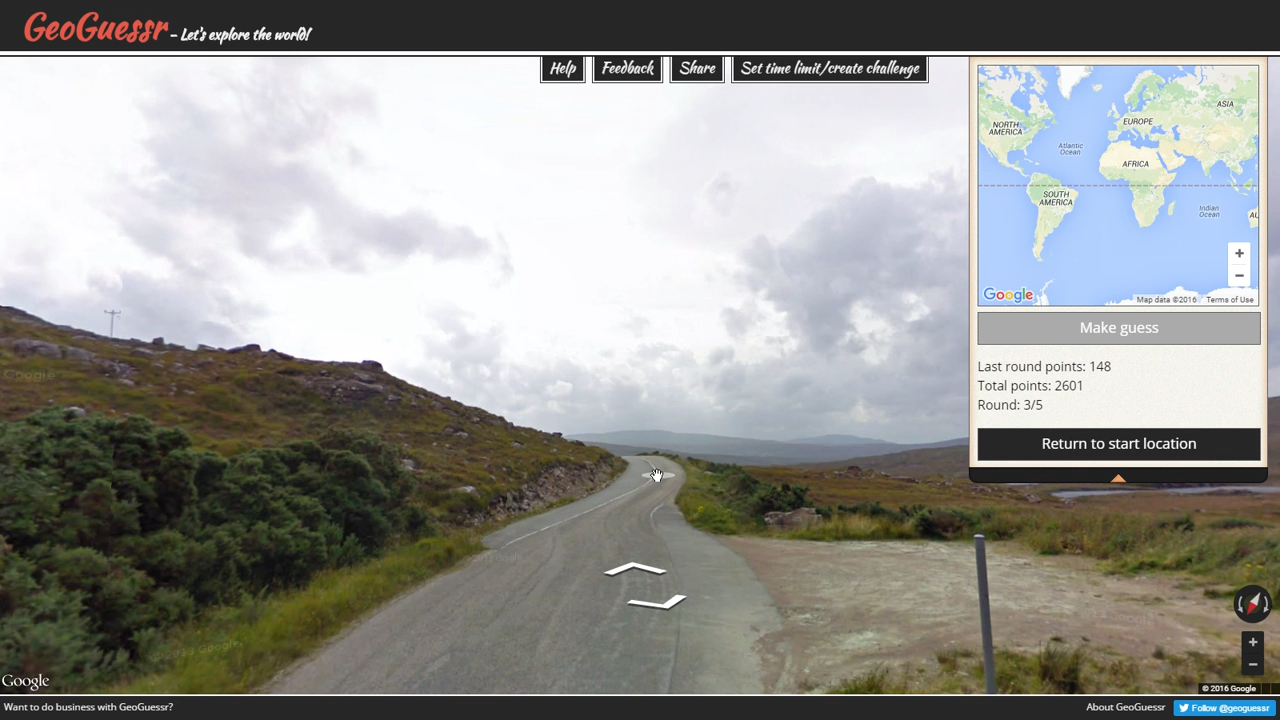 GeoGuessr – Let's explore the world!
Help Feedback Share Set time limit/create challenge
NORTH AMERICA
Atlantic Ocean
EUROPE
ASIA
AFRICA
SOUTH AMERICA
Indian Ocean
AU
+
−
Google
Map data ©2016 Terms of Use
Make guess
Last round points: 148
Total points: 2601
Round: 3/5
Return to start location
Google
Google
+
−
© 2016 Google
Want to do business with GeoGuessr?
About GeoGuessr
Follow @geoguessr